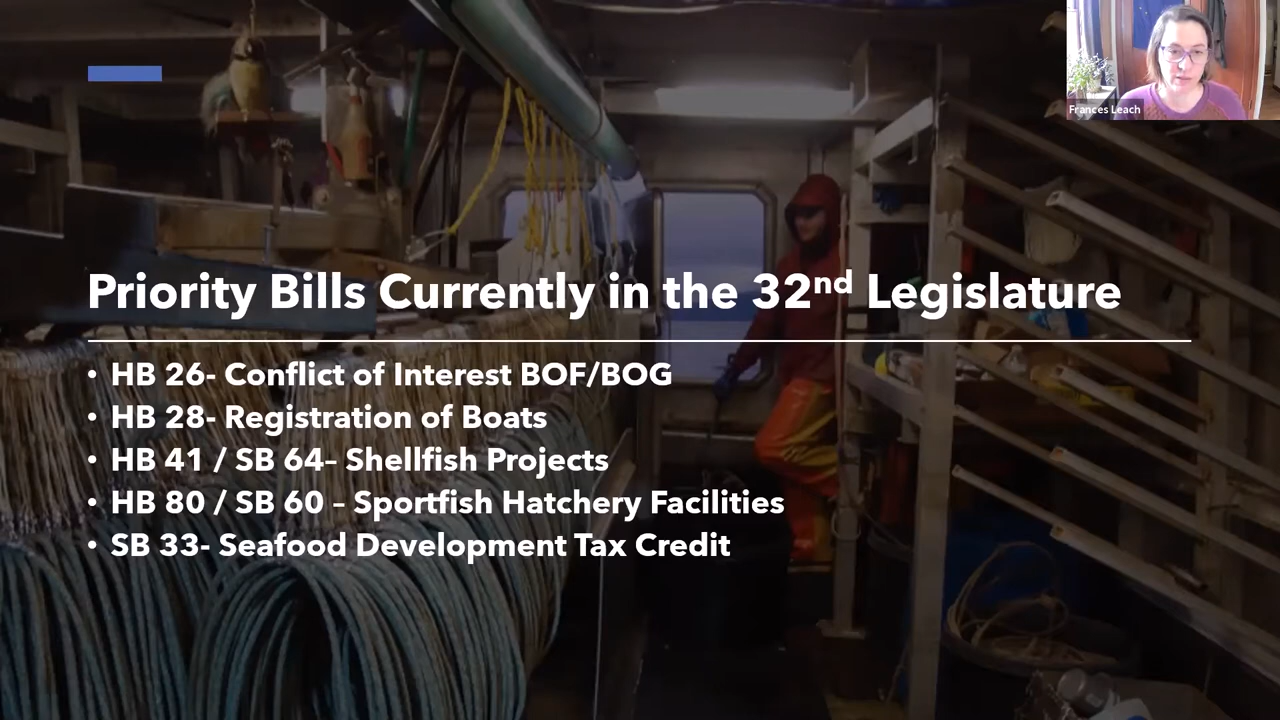 Frances Leach
Priority Bills Currently in the 32nd Legislature
• HB 26- Conflict of Interest BOF/BOG
• HB 28- Registration of Boats
• HB 41 / SB 64– Shellfish Projects
• HB 80 / SB 60 – Sportfish Hatchery Facilities
• SB 33- Seafood Development Tax Credit